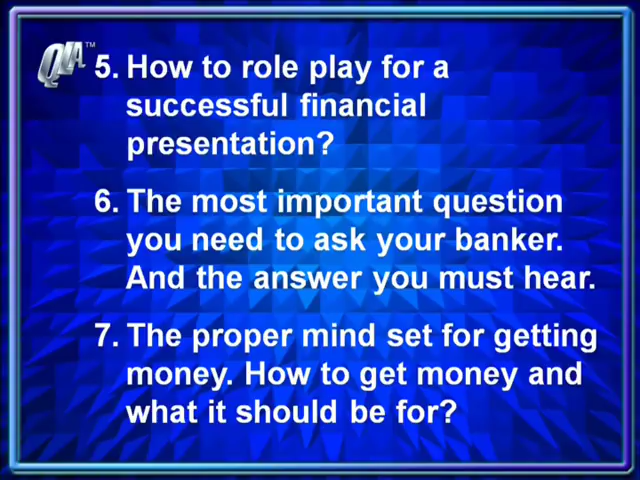 QLA™
5. How to role play for a
successful financial
presentation?
6. The most important question
you need to ask your banker.
And the answer you must hear.
7. The proper mind set for getting
money. How to get money and
what it should be for?